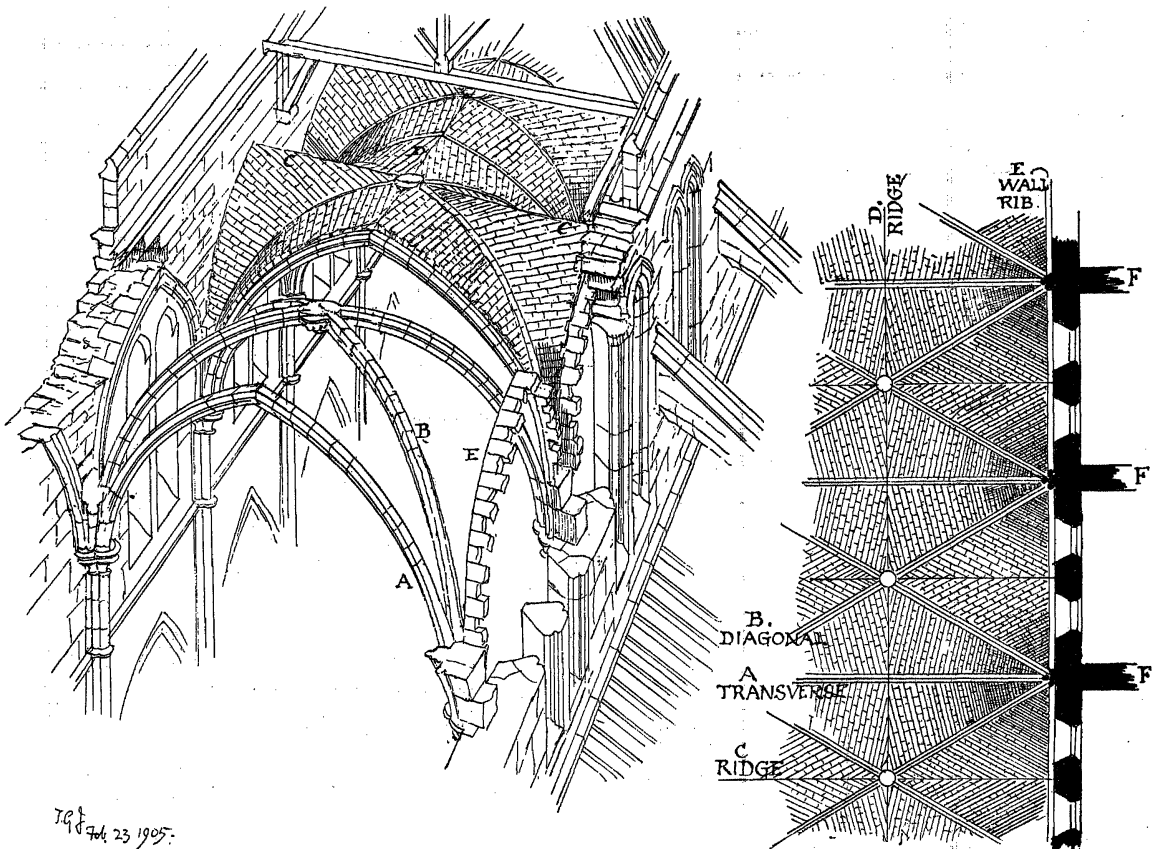 C
D
C
B
E
A
D.
RIDGE
E
WALL
RIB.
F
F
B.
DIAGONAL
A
TRANSVERSE
F
C
RIDGE
T.G.J.
Feb. 23 1905.